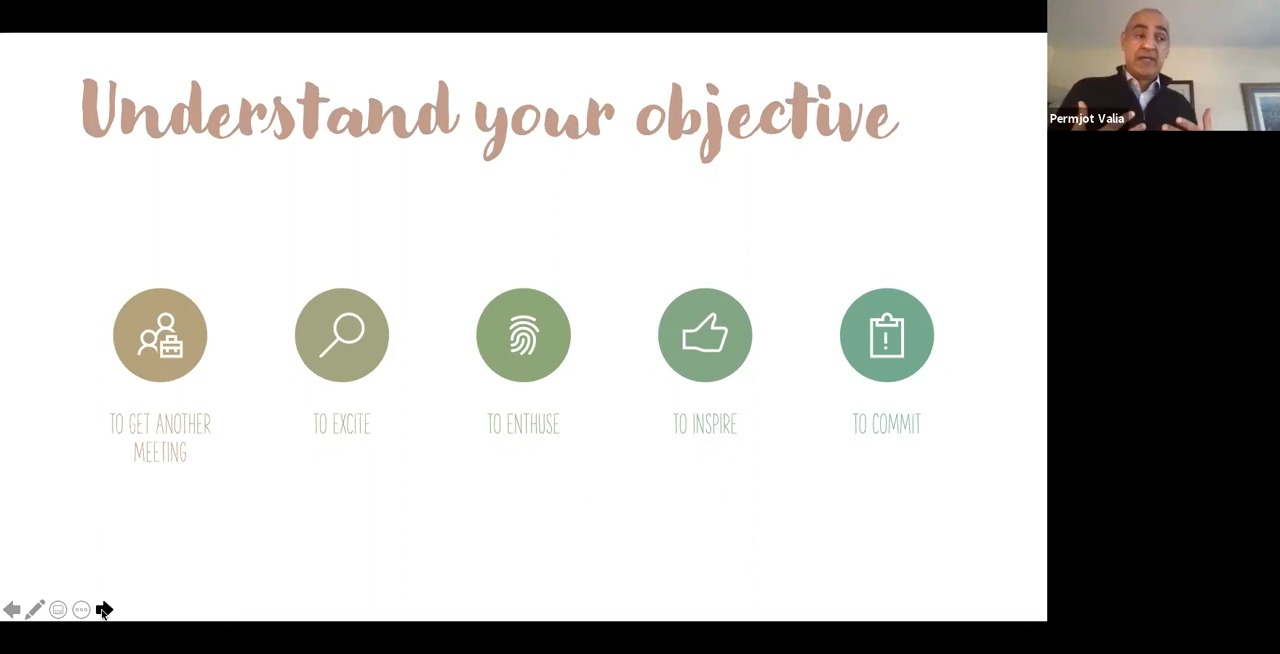 Understand your objective
TO GET ANOTHER
MEETING
TO EXCITE
TO ENTHUSE
TO INSPIRE
TO COMMIT
Permjot Valia